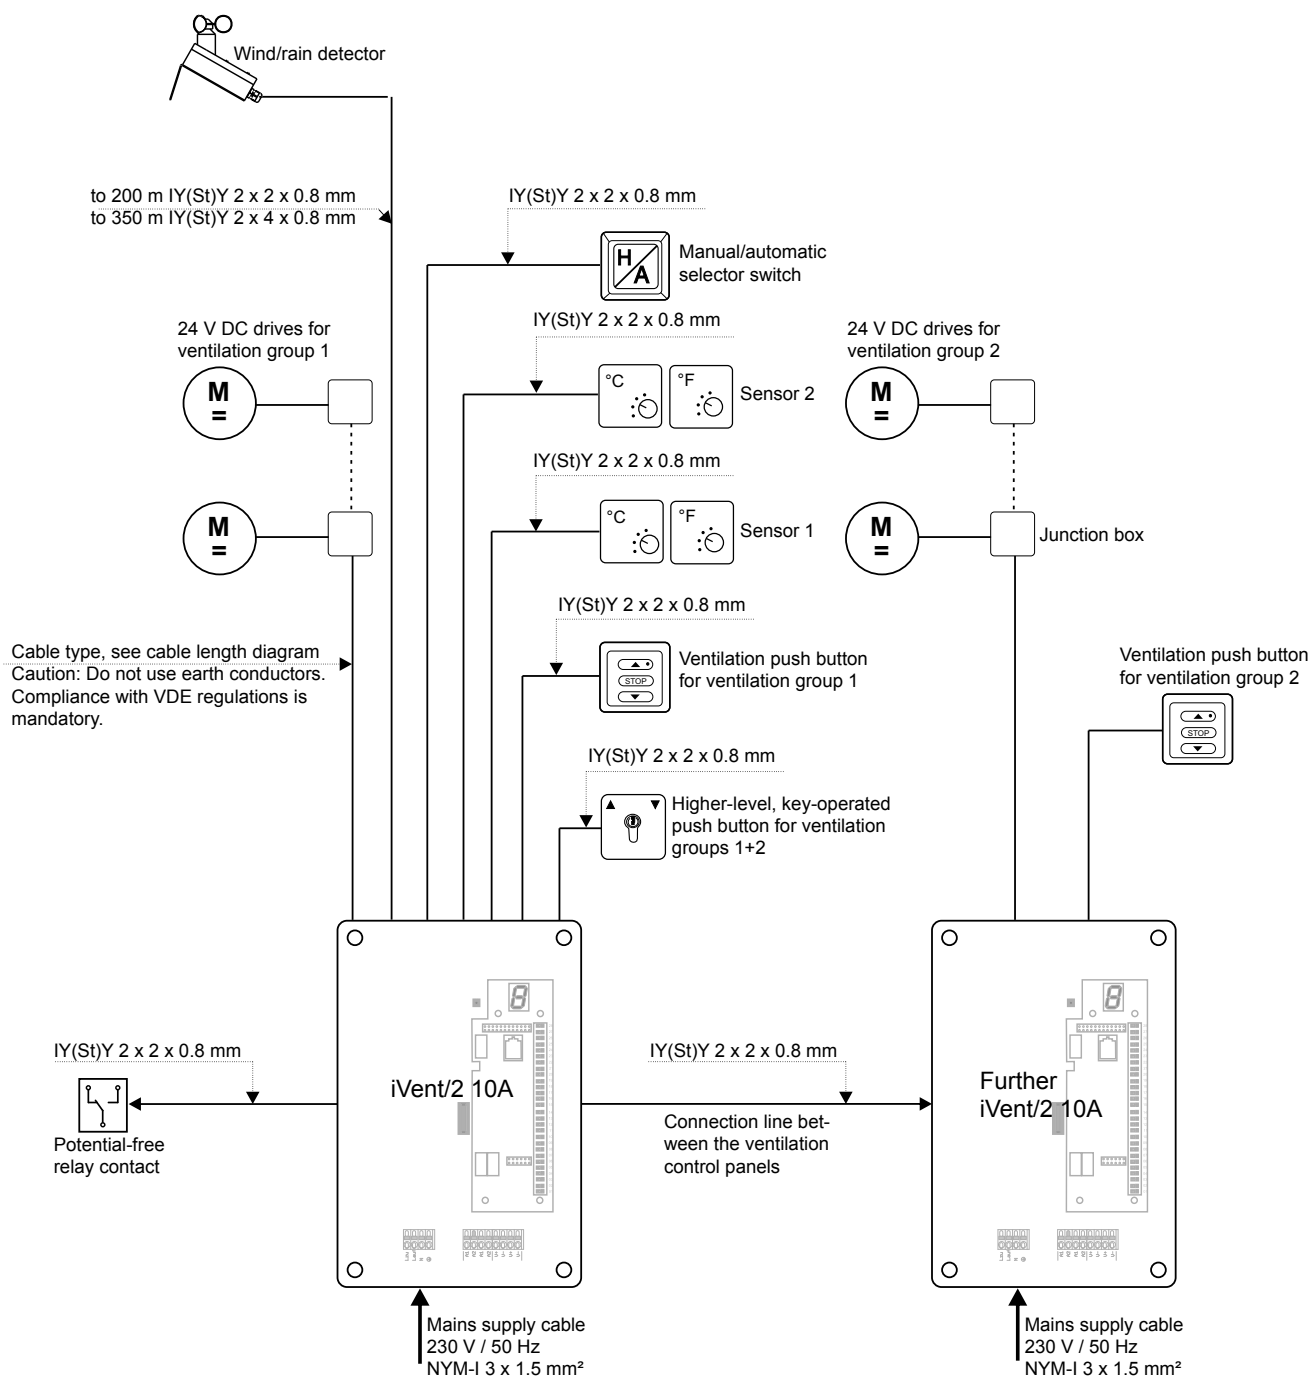 Wind/rain detector
to 200 m IY(St)Y 2 x 2 x 0.8 mm
to 350 m IY(St)Y 2 x 4 x 0.8 mm
IY(St)Y 2 x 2 x 0.8 mm
H/A
Manual/automatic
selector switch
24 V DC drives for
ventilation group 1
M
=
IY(St)Y 2 x 2 x 0.8 mm
°C
°F
Sensor 2
24 V DC drives for
ventilation group 2
M
=
IY(St)Y 2 x 2 x 0.8 mm
M
=
°C
°F
Sensor 1
M
=
Junction box
IY(St)Y 2 x 2 x 0.8 mm
Cable type, see cable length diagram
Caution: Do not use earth conductors.
Compliance with VDE regulations is
mandatory.
STOP
Ventilation push button
for ventilation group 1
Ventilation push button
for ventilation group 2
STOP
IY(St)Y 2 x 2 x 0.8 mm
Higher-level, key-operated
push button for ventilation
groups 1+2
8
8
IY(St)Y 2 x 2 x 0.8 mm
Potential-free
relay contact
iVent/2 10A
IY(St)Y 2 x 2 x 0.8 mm
Connection line bet-
ween the ventilation
control panels
Further
iVent/2 10A
Mains supply cable
230 V / 50 Hz
NYM-I 3 x 1.5 mm²
Mains supply cable
230 V / 50 Hz
NYM-I 3 x 1.5 mm²